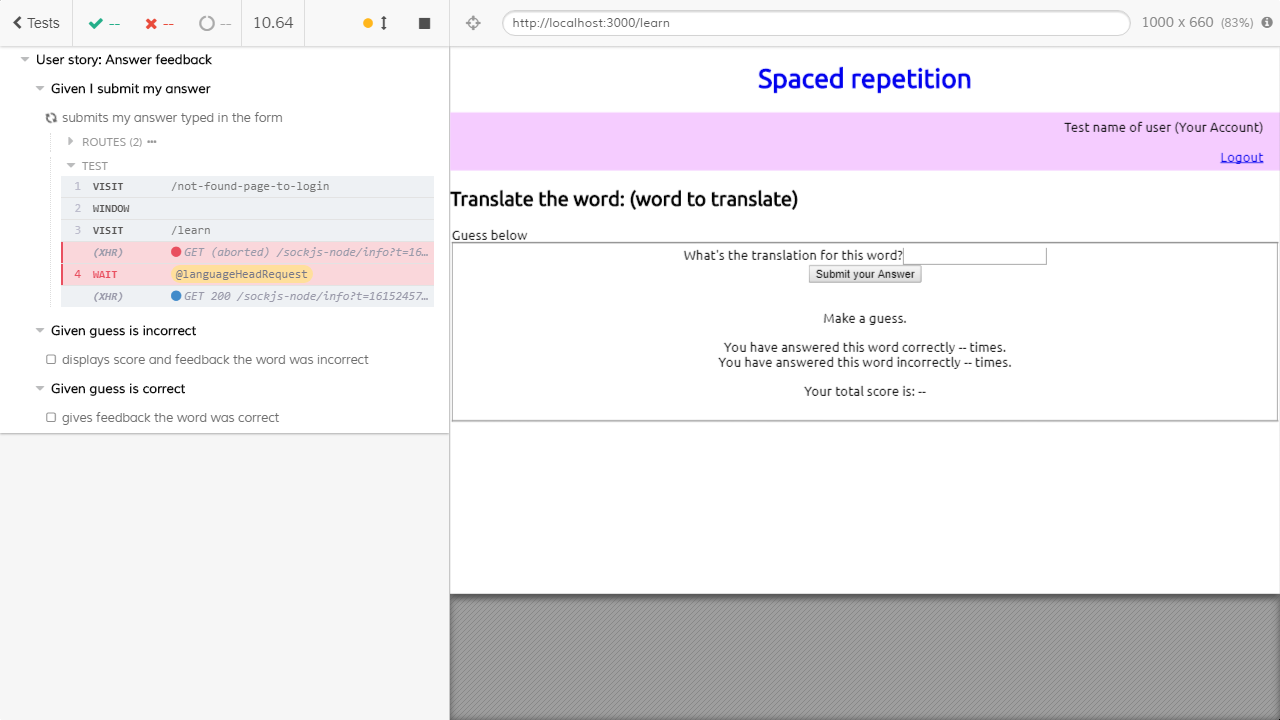 Tests -- -- -- 10.64
http://localhost:3000/learn 1000 x 660 (83%)
User story: Answer feedback
Given I submit my answer
submits my answer typed in the form
ROUTES (2)
TEST
1 VISIT /not-found-page-to-login
2 WINDOW
3 VISIT /learn
(XHR) GET (aborted) /sockjs-node/info?t=16...
4 WAIT @languageHeadRequest
(XHR) GET 200 /sockjs-node/info?t=16152457...
Given guess is incorrect
displays score and feedback the word was incorrect
Given guess is correct
gives feedback the word was correct
Spaced repetition
Test name of user (Your Account)
Logout
Translate the word: (word to translate)
Guess below
What's the translation for this word?
Submit your Answer
Make a guess.
You have answered this word correctly -- times.
You have answered this word incorrectly -- times.
Your total score is: --